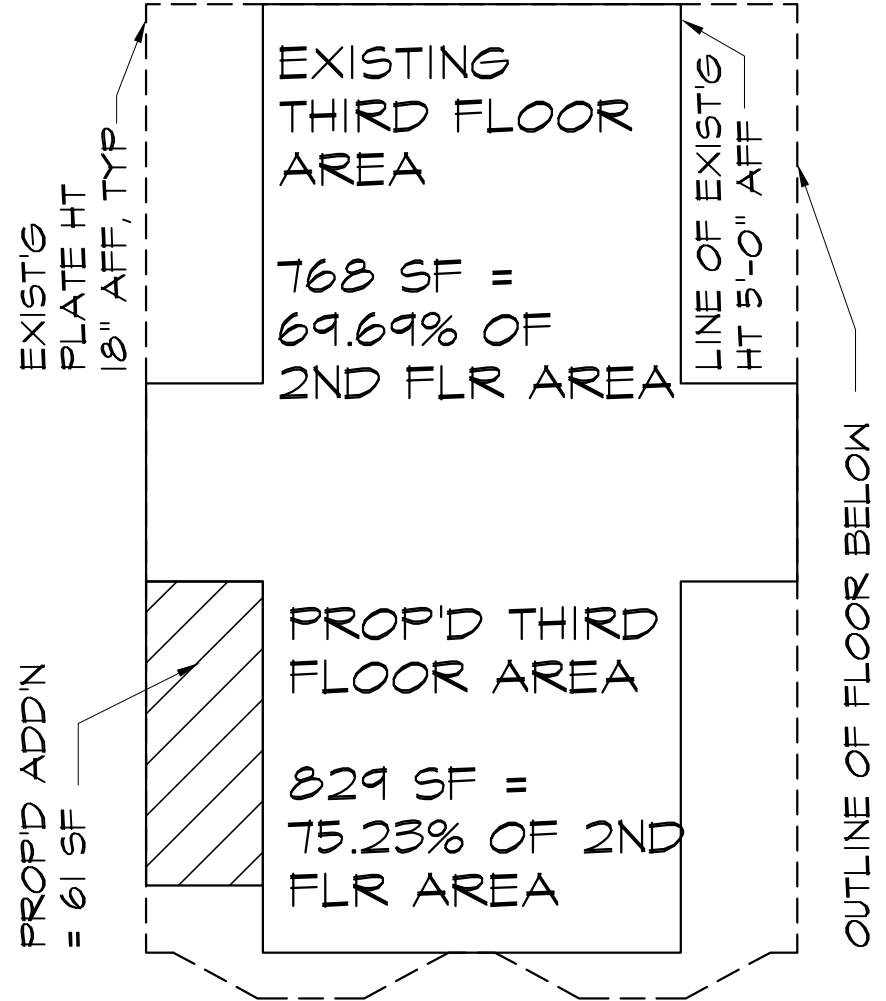 EXISTING
THIRD FLOOR
AREA
768 SF =
69.69% OF
2ND FLR AREA
EXIST'G
PLATE HT
18" AFF, TYP
LINE OF EXIST'G
HT 5'-0" AFF
OUTLINE OF FLOOR BELOW
PROP'D THIRD
FLOOR AREA
829 SF =
75.23% OF 2ND
FLR AREA
PROP'D ADD'N
= 61 SF